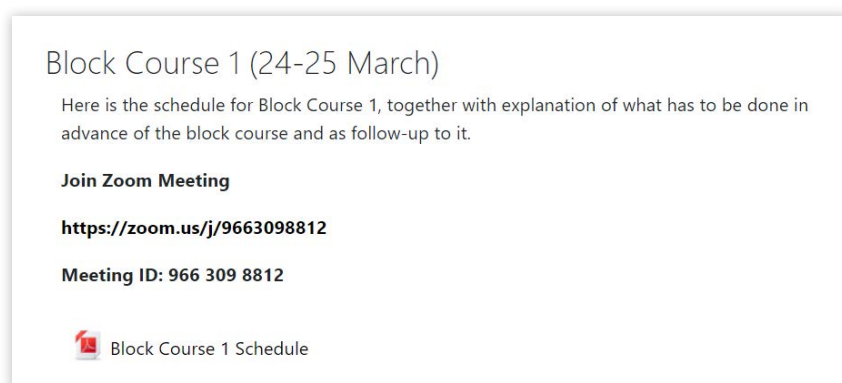 Block Course 1 (24-25 March)
Here is the schedule for Block Course 1, together with explanation of what has to be done in
advance of the block course and as follow-up to it.
Join Zoom Meeting
https://zoom.us/j/9663098812
Meeting ID: 966 309 8812
Block Course 1 Schedule